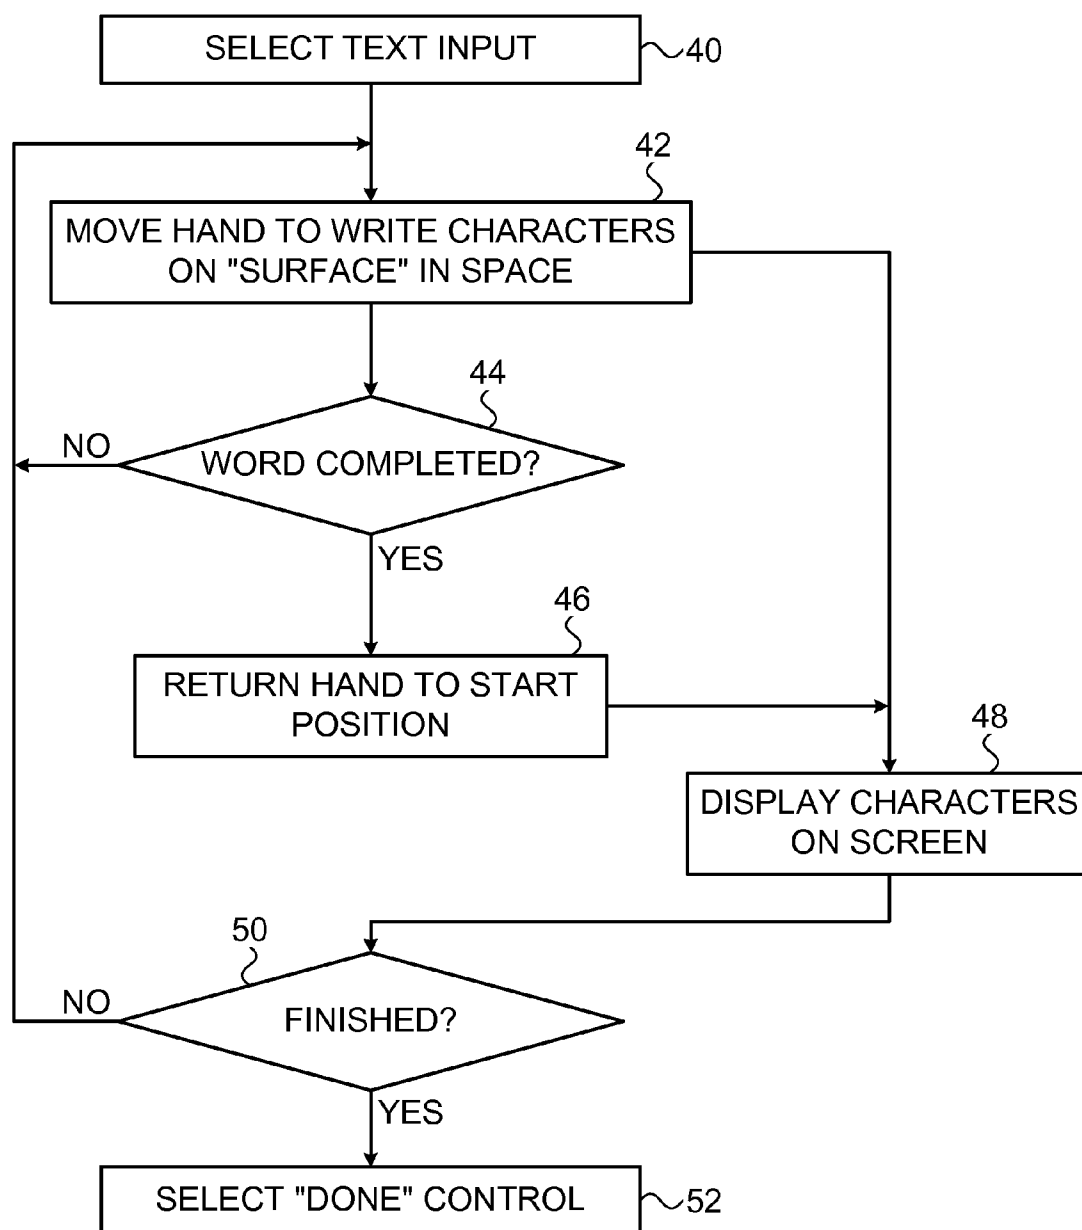 SELECT TEXT INPUT
40
42
MOVE HAND TO WRITE CHARACTERS
ON "SURFACE" IN SPACE
44
NO
WORD COMPLETED?
YES
46
RETURN HAND TO START
POSITION
48
DISPLAY CHARACTERS
ON SCREEN
50
NO
FINISHED?
YES
SELECT "DONE" CONTROL
52